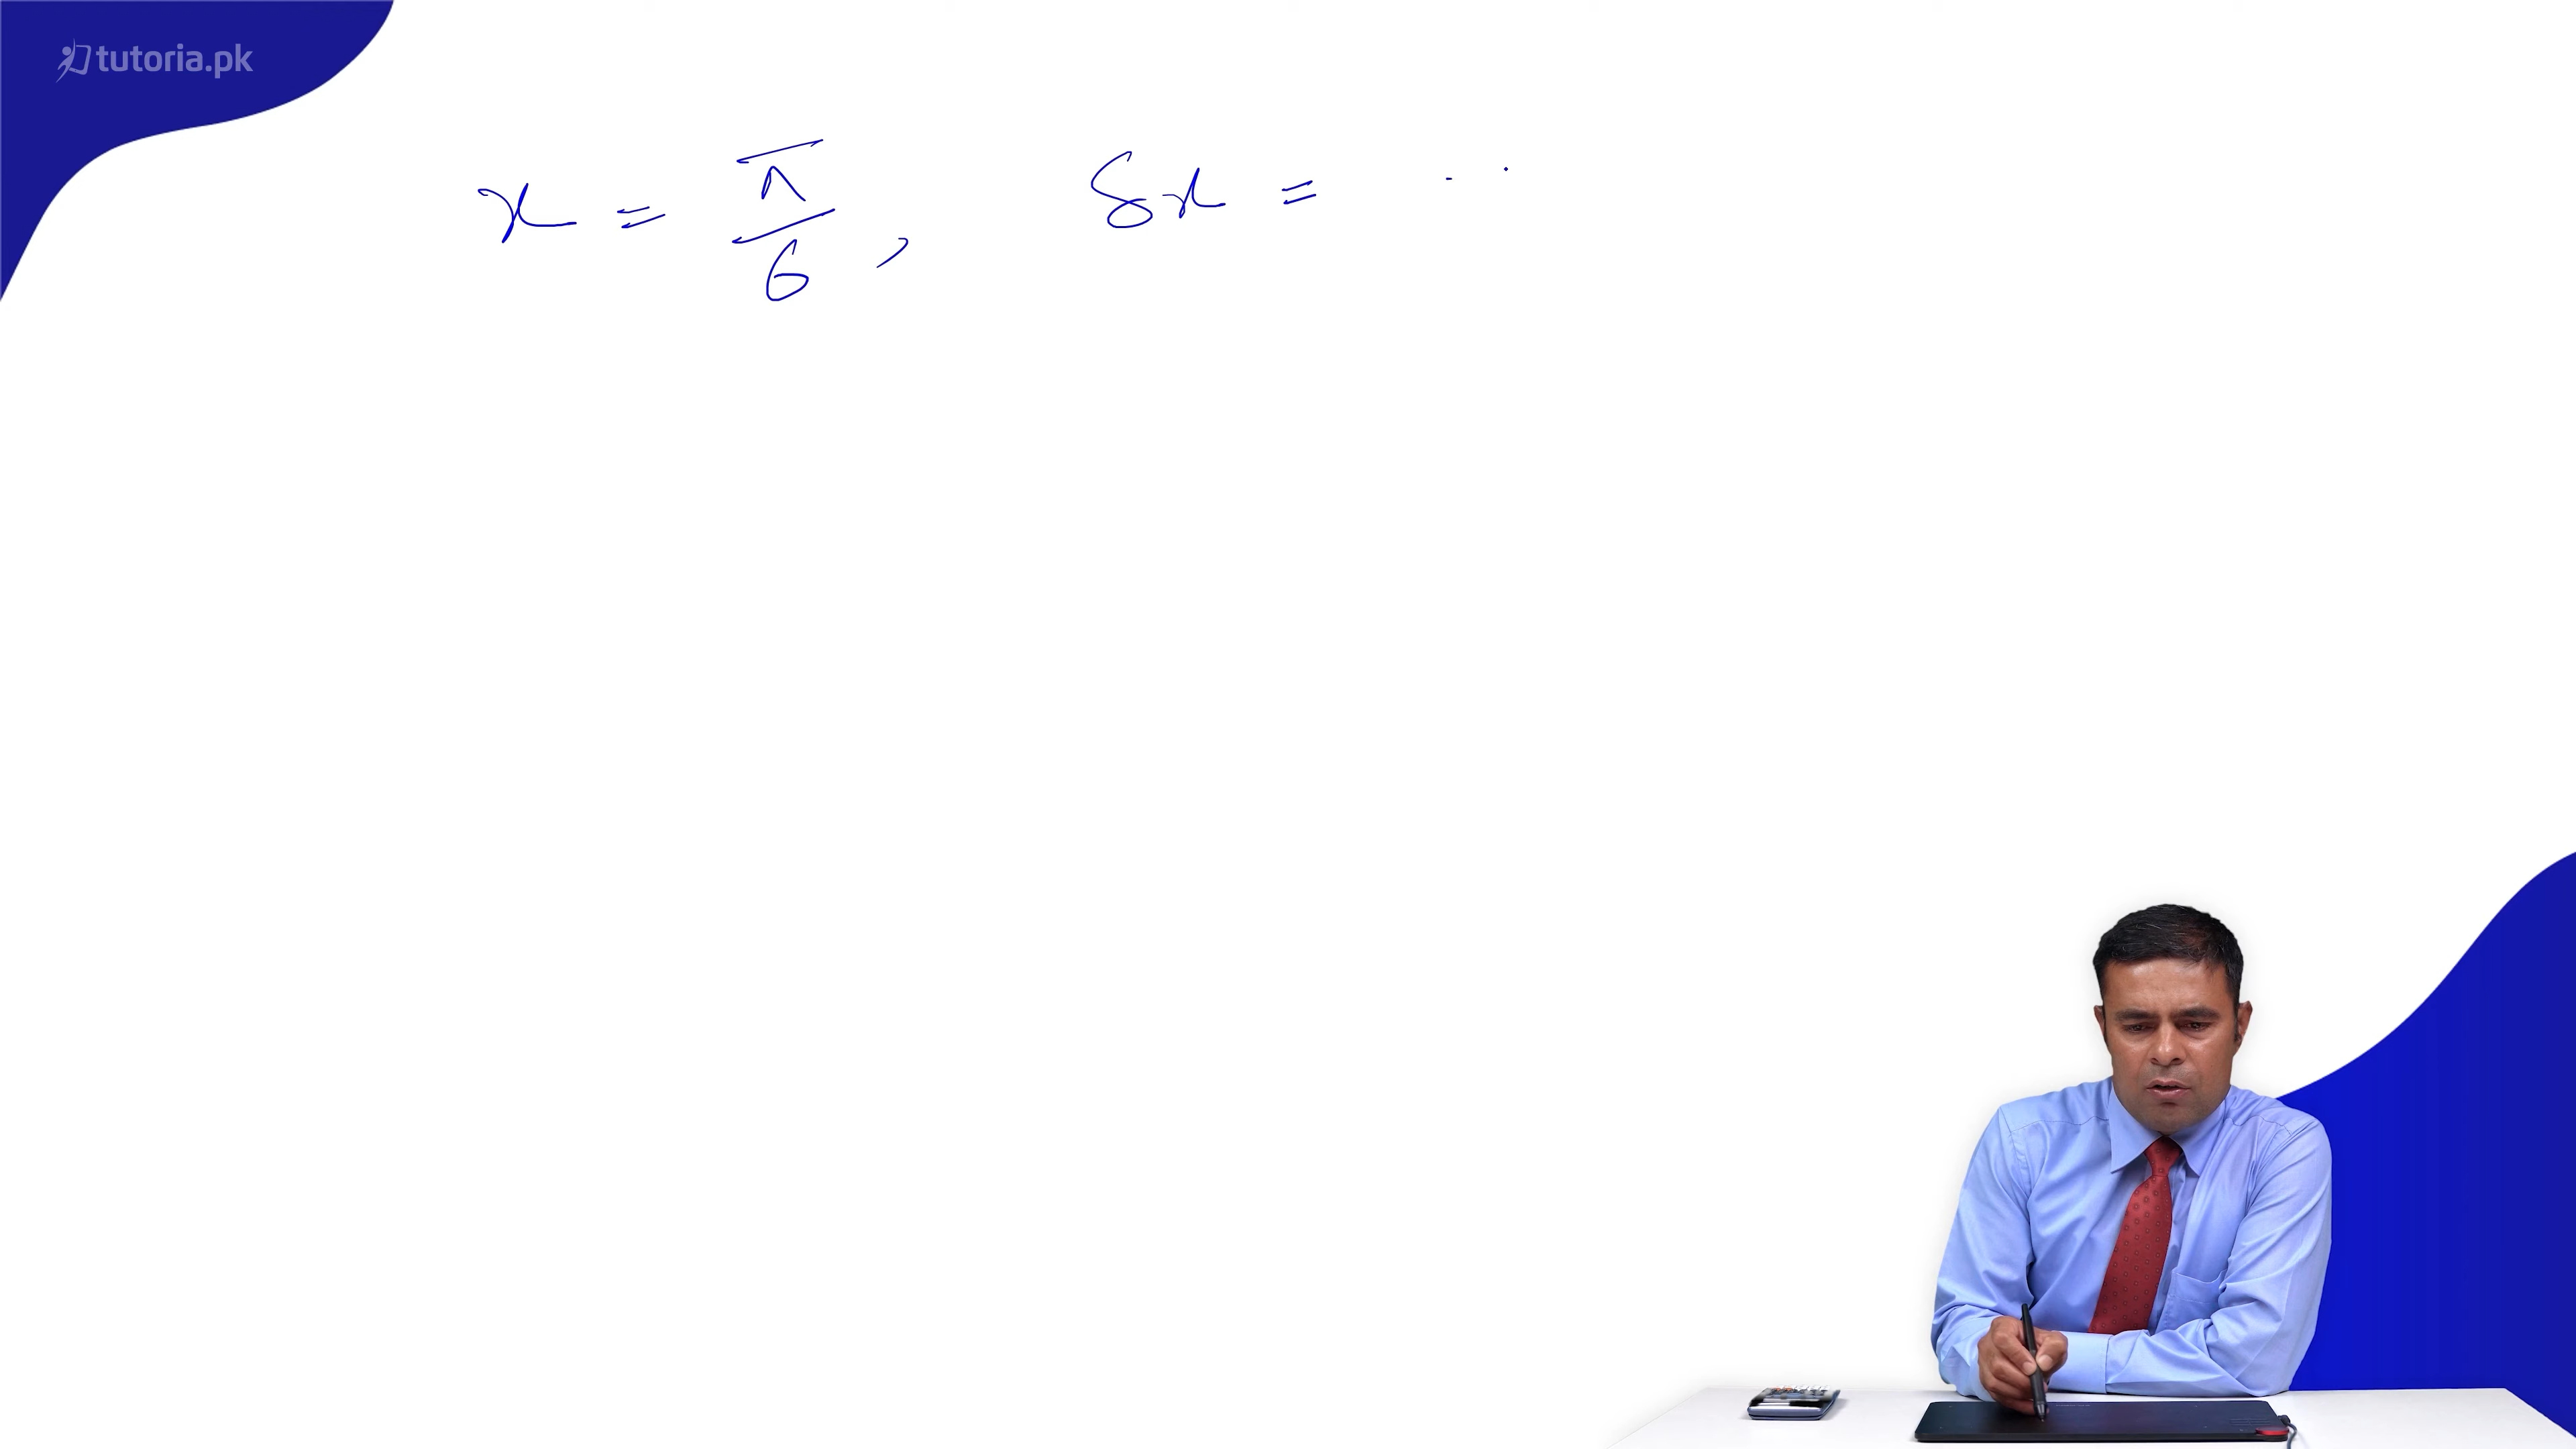 tutoria.pk
x = π/6 , δx =